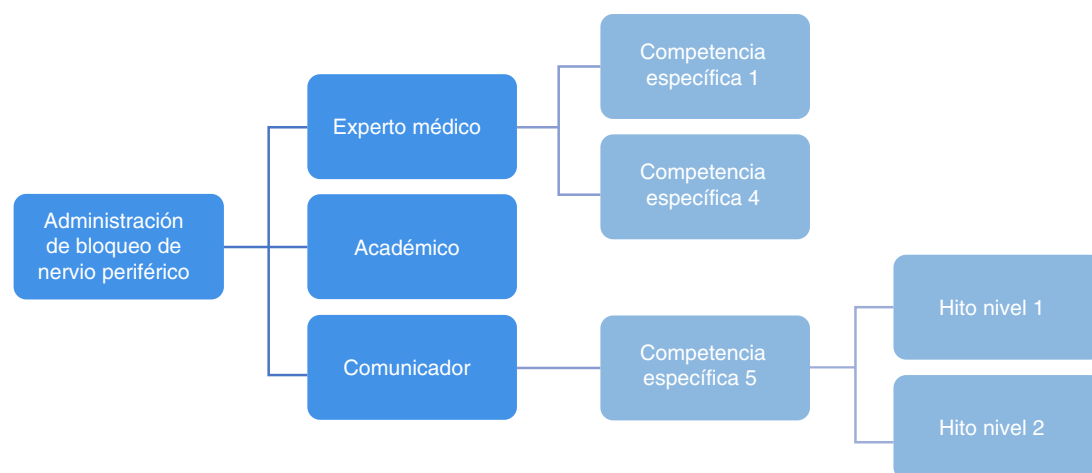 Administración
de bloqueo de
nervio periférico
Experto médico
Académico
Comunicador
Competencia
específica 1
Competencia
específica 4
Competencia
específica 5
Hito nivel 1
Hito nivel 2